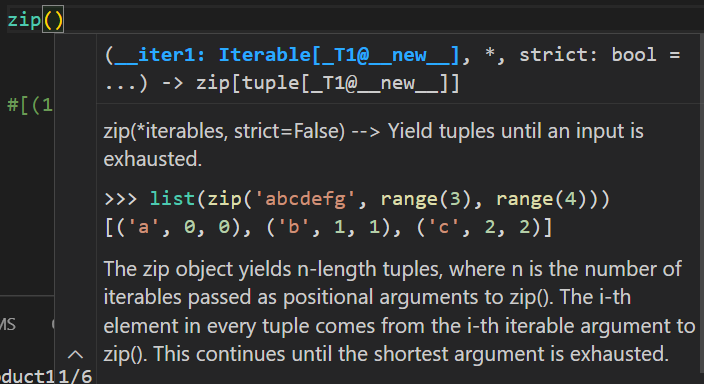 zip()
(__iter1: Iterable[_T1@__new__], *, strict: bool =
...) -> zip[tuple[_T1@__new__]]
#[(1
zip(*iterables, strict=False) --> Yield tuples until an input is
exhausted.
>>> list(zip('abcdefg', range(3), range(4)))
[('a', 0, 0), ('b', 1, 1), ('c', 2, 2)]
The zip object yields n-length tuples, where n is the number of
iterables passed as positional arguments to zip(). The i-th
element in every tuple comes from the i-th iterable argument to
zip(). This continues until the shortest argument is exhausted.
MS
1/6
oduct1